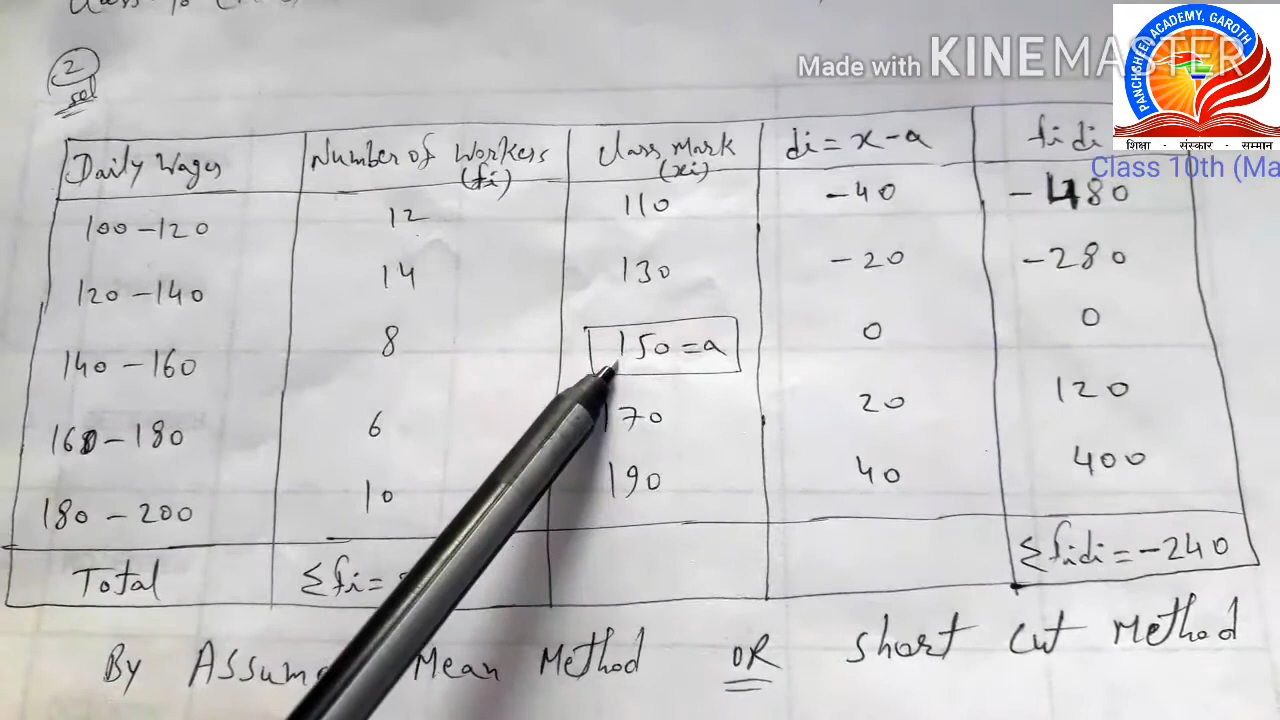 Made with KINEMASTER
PANCHSHEEL ACADEMY, GAROTH
शिक्षा - संस्कार - सम्मान
Class 10th (Ma
2
sol
Daily Wages Number of Workers (fi) Class Mark (xi) di = x - a fidi
100 - 120 12 110 -40 -480
120 - 140 14 130 -20 -280
140 - 160 8 150 = a 0 0
160 - 180 6 170 20 120
180 - 200 10 190 40 400
Total Σfi = Σfidi = -240
By Assum Mean Method OR Short Cut Method